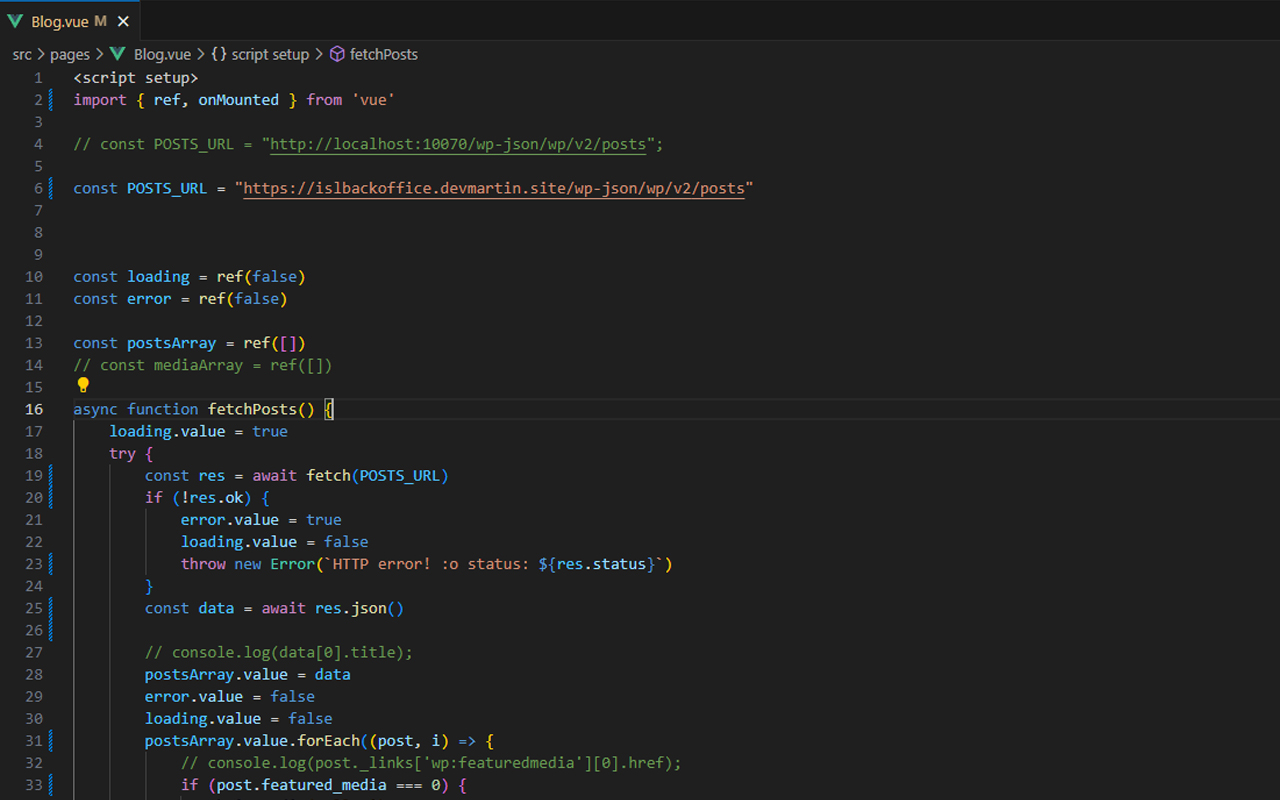 Blog.vue M
src > pages > Blog.vue > {} script setup > fetchPosts
1 <script setup>
2 import { ref, onMounted } from 'vue'
3
4 // const POSTS_URL = "http://localhost:10070/wp-json/wp/v2/posts";
5
6 const POSTS_URL = "https://islbackoffice.devmartin.site/wp-json/wp/v2/posts"
7
8
9
10 const loading = ref(false)
11 const error = ref(false)
12
13 const postsArray = ref([])
14 // const mediaArray = ref([])
15
16 async function fetchPosts() {
17 loading.value = true
18 try {
19 const res = await fetch(POSTS_URL)
20 if (!res.ok) {
21 error.value = true
22 loading.value = false
23 throw new Error(`HTTP error! :o status: ${res.status}`)
24 }
25 const data = await res.json()
26
27 // console.log(data[0].title);
28 postsArray.value = data
29 error.value = false
30 loading.value = false
31 postsArray.value.forEach((post, i) => {
32 // console.log(post._links['wp:featuredmedia'][0].href);
33 if (post.featured_media === 0) {